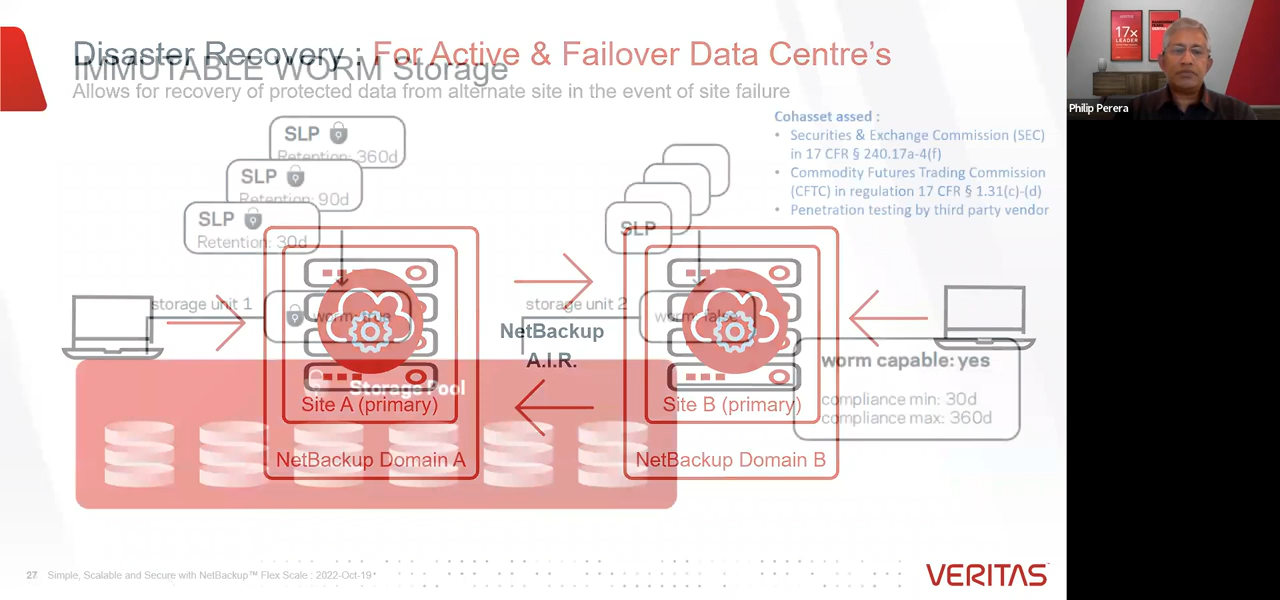 Disaster Recovery : For Active & Failover Data Centre's
IMMUTABLE WORM Storage
Allows for recovery of protected data from alternate site in the event of site failure
SLP
Retention: 360d
SLP
Retention: 90d
SLP
Retention: 30d
SLP
Cohasset assed :
• Securities & Exchange Commission (SEC)
in 17 CFR § 240.17a-4(f)
• Commodity Futures Trading Commission
(CFTC) in regulation 17 CFR § 1.31(c)-(d)
• Penetration testing by third party vendor
storage unit 1
worm: true
storage unit 2
worm: false
NetBackup
A.I.R.
worm capable: yes
compliance min: 30d
compliance max: 360d
Storage Pool
Site A (primary)
Site B (primary)
NetBackup Domain A
NetBackup Domain B
27 Simple, Scalable and Secure with NetBackup™ Flex Scale : 2022-Oct-19
VERITAS
17x
LEADER
Philip Perera